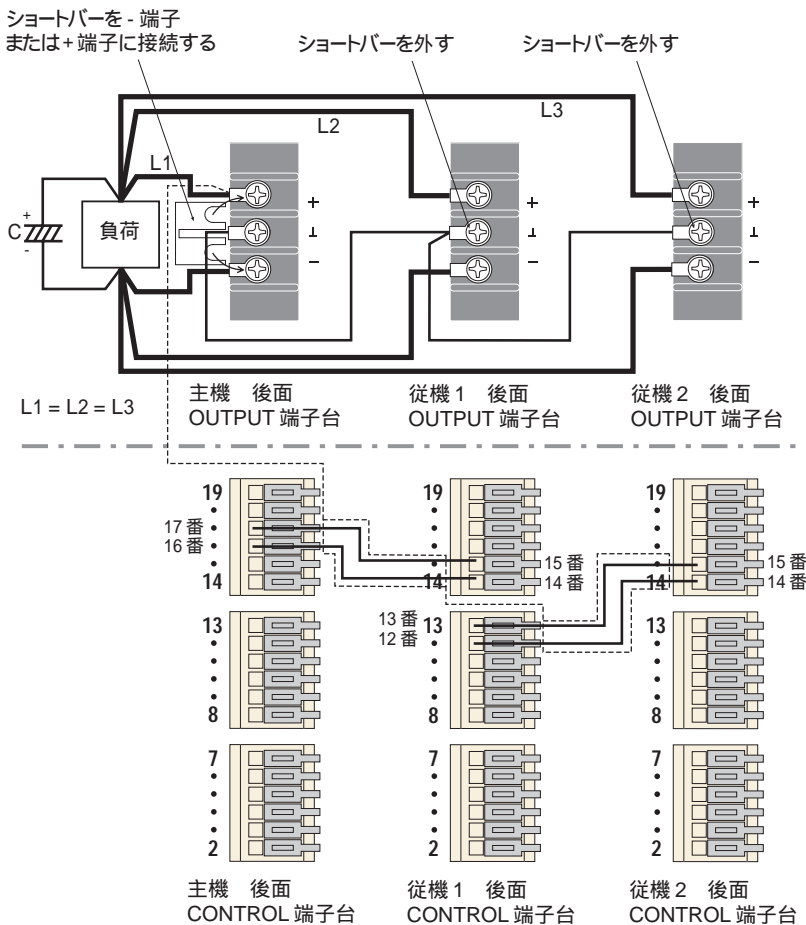 ショートバーを - 端子
または + 端子に接続する
ショートバーを外す
ショートバーを外す
L1
L2
L3
+
C
-
負荷
+
⊥
−
+
⊥
−
+
⊥
−
L1 = L2 = L3
主機 後面
OUTPUT 端子台
従機 1 後面
OUTPUT 端子台
従機 2 後面
OUTPUT 端子台
19
17 番
16 番
14
19
14
15 番
14 番
19
14
15 番
14 番
13
8
13 番
12 番
13
8
13
8
7
2
7
2
7
2
主機 後面
CONTROL 端子台
従機 1 後面
CONTROL 端子台
従機 2 後面
CONTROL 端子台